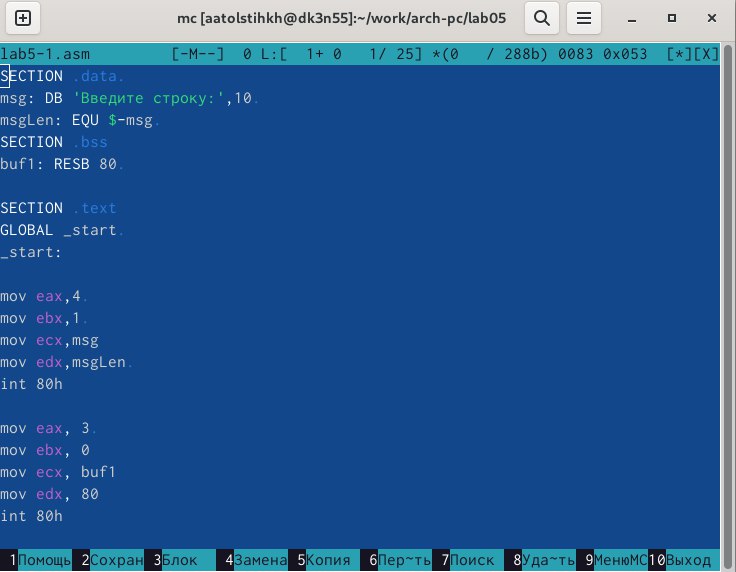 mc [aatolstihkh@dk3n55]:~/work/arch-pc/lab05
lab5-1.asm [-M--] 0 L:[ 1+ 0 1/ 25] *(0 / 288b) 0083 0x053 [*][X]
SECTION .data.
msg: DB 'Введите строку:',10.
msgLen: EQU $-msg.
SECTION .bss
buf1: RESB 80.
SECTION .text
GLOBAL _start.
_start:
mov eax,4.
mov ebx,1.
mov ecx,msg
mov edx,msgLen.
int 80h
mov eax, 3.
mov ebx, 0
mov ecx, buf1
mov edx, 80
int 80h
1Помощь 2Сохран 3Блок 4Замена 5Копия 6Пер~ть 7Поиск 8Уда~ть 9МенюMC 10Выход